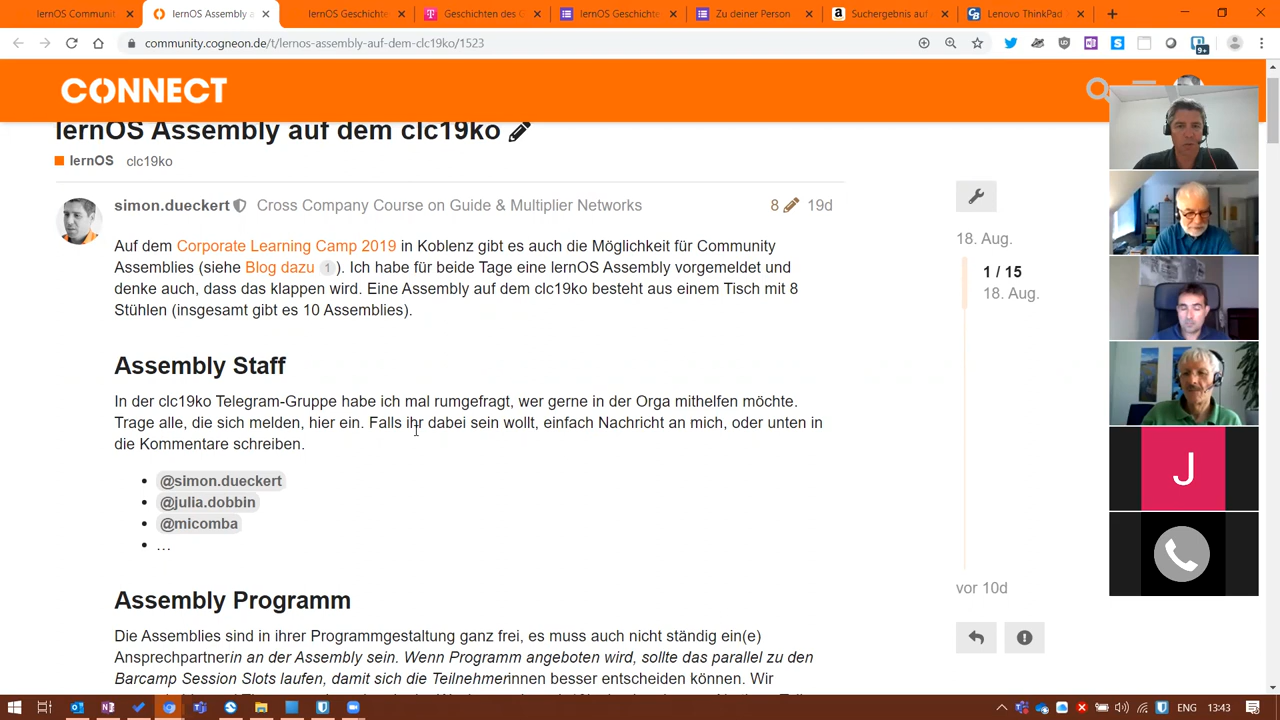 lernOS Communit
lernOS Assembly a
lernOS Geschichte
Geschichten des G
lernOS Geschichte
Zu deiner Person
Suchergebnis auf
Lenovo ThinkPad
community.cogneon.de/t/lernos-assembly-auf-dem-clc19ko/1523
9+
CONNECT
lernOS Assembly auf dem clc19ko
lernOS clc19ko
simon.dueckert Cross Company Course on Guide & Multiplier Networks 8 19d
Auf dem Corporate Learning Camp 2019 in Koblenz gibt es auch die Möglichkeit für Community
Assemblies (siehe Blog dazu 1 ). Ich habe für beide Tage eine lernOS Assembly vorgemeldet und
denke auch, dass das klappen wird. Eine Assembly auf dem clc19ko besteht aus einem Tisch mit 8
Stühlen (insgesamt gibt es 10 Assemblies).
Assembly Staff
In der clc19ko Telegram-Gruppe habe ich mal rumgefragt, wer gerne in der Orga mithelfen möchte.
Trage alle, die sich melden, hier ein. Falls ihr dabei sein wollt, einfach Nachricht an mich, oder unten in
die Kommentare schreiben.
• @simon.dueckert
• @julia.dobbin
• @micomba
• ...
Assembly Programm
Die Assemblies sind in ihrer Programmgestaltung ganz frei, es muss auch nicht ständig ein(e)
Ansprechpartnerin an der Assembly sein. Wenn Programm angeboten wird, sollte das parallel zu den
Barcamp Session Slots laufen, damit sich die Teilnehmerinnen besser entscheiden können. Wir
18. Aug.
1 / 15
18. Aug.
vor 10d
J
ENG 13:43